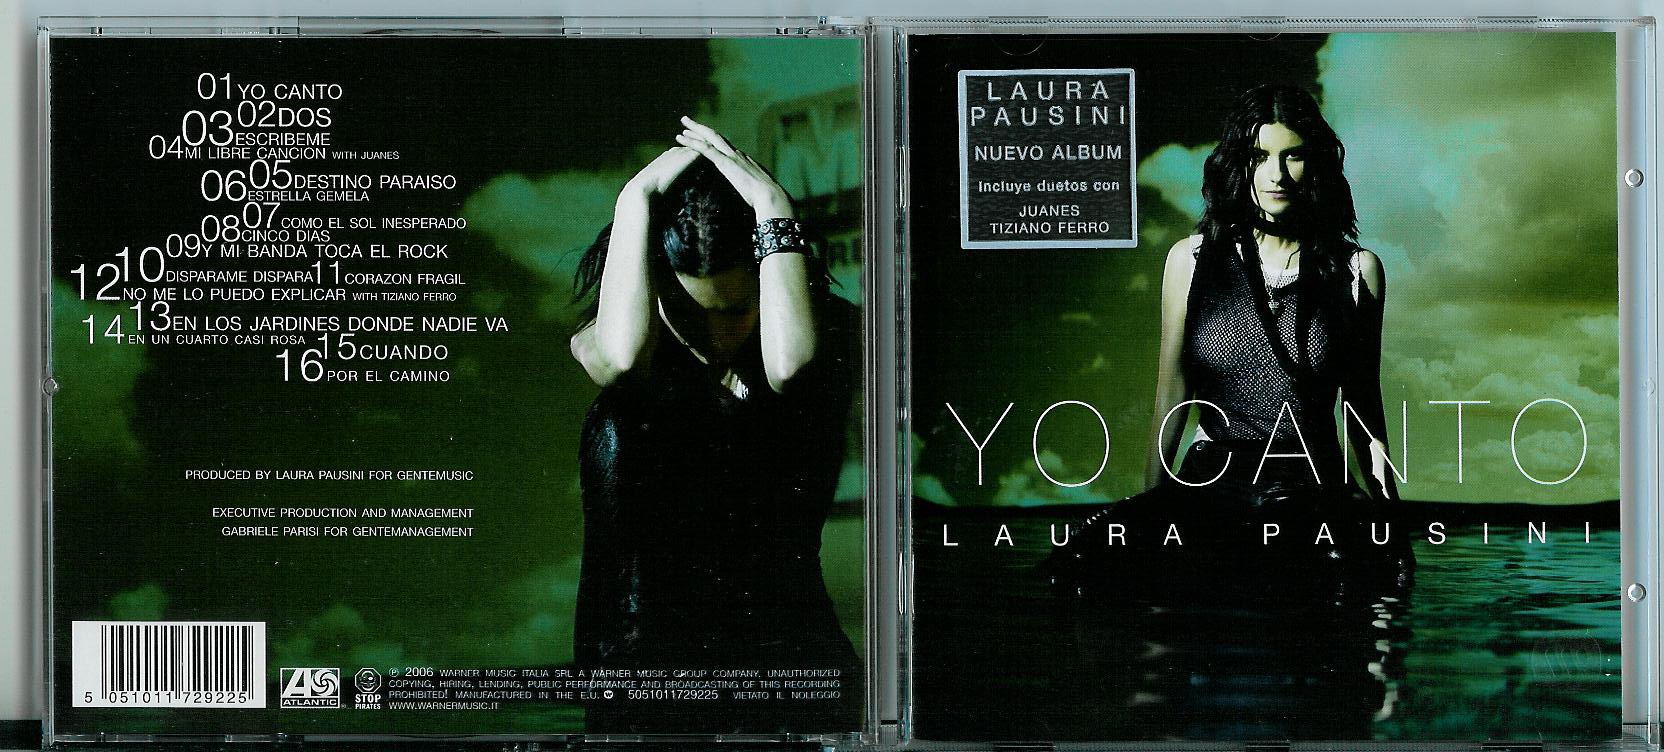 01 YO CANTO
02 DOS
03 ESCRIBEME
04 MI LIBRE CANCION WITH JUANES
05 DESTINO PARAISO
06 ESTRELLA GEMELA
07 COMO EL SOL INESPERADO
08 CINCO DIAS
09 Y MI BANDA TOCA EL ROCK
10 DISPARAME DISPARA 11 CORAZON FRAGIL
12 NO ME LO PUEDO EXPLICAR WITH TIZIANO FERRO
13 EN LOS JARDINES DONDE NADIE VA
14 EN UN CUARTO CASI ROSA
15 CUANDO
16 POR EL CAMINO
PRODUCED BY LAURA PAUSINI FOR GENTEMUSIC
EXECUTIVE PRODUCTION AND MANAGEMENT
GABRIELE PARISI FOR GENTEMANAGEMENT
5 051011 729225
ATLANTIC
STOP
PIRATES
℗ 2006 WARNER MUSIC ITALIA SRL A WARNER MUSIC GROUP COMPANY. UNAUTHORIZED
COPYING, HIRING, LENDING, PUBLIC PERFORMANCE AND BROADCASTING OF THIS RECORDING
PROHIBITED! MANUFACTURED IN THE E.U. 5051011729225 VIETATO IL NOLEGGIO
WWW.WARNERMUSIC.IT
LAURA
PAUSINI
NUEVO ALBUM
Incluye duetos con
JUANES
TIZIANO FERRO
YO CANTO
LAURA PAUSINI